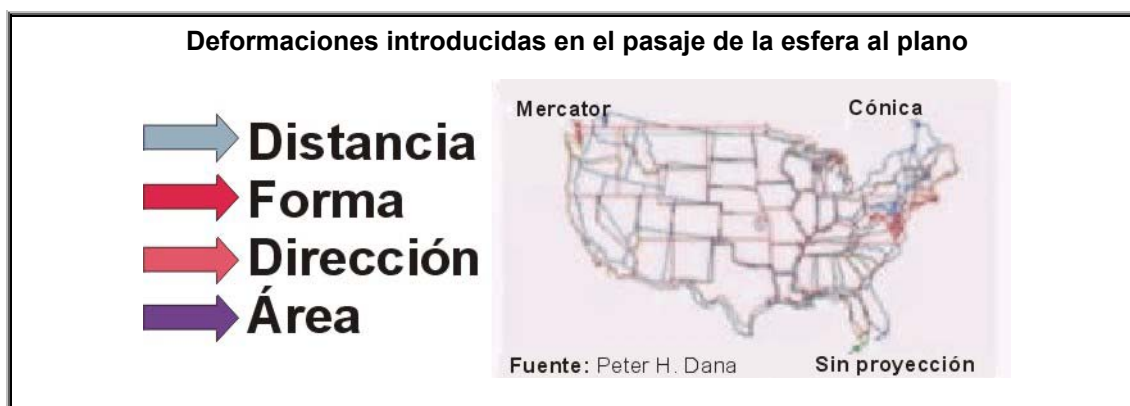 Deformaciones introducidas en el pasaje de la esfera al plano
Distancia
Forma
Dirección
Área
Mercator
Cónica
Fuente: Peter H. Dana
Sin proyección